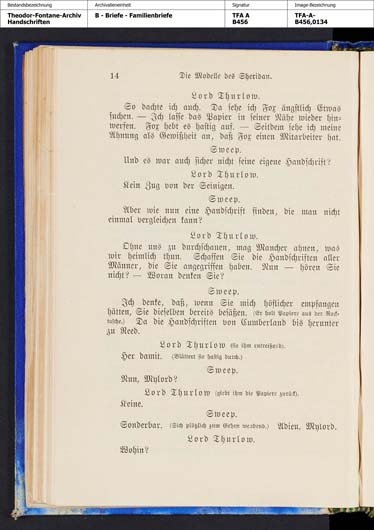 Bestandsbezeichnung
Theodor-Fontane-Archiv
Handschriften
Archivalieneinheit
B - Briefe - Familienbriefe
Signatur
TFA A
B456
Image-Bezeichnung
TFA-A-
B456,0134
14 Die Modelle des Sheridan.
Lord Thurlow.
So dachte ich auch. Da sehe ich Fox ängstlich Etwas
suchen. — Ich lasse das Papier in seiner Nähe wieder hin-
werfen. Fox hebt es hastig auf. — Seitdem sehe ich meine
Ahnung als Gewißheit an, daß Fox einen Mitarbeiter hat.
Sweep.
Und es war auch sicher nicht seine eigene Handschrift?
Lord Thurlow.
Kein Zug von der Seinigen.
Sweep.
Aber wie nun eine Handschrift finden, die man nicht
einmal vergleichen kann?
Lord Thurlow.
Ohne uns zu durchschauen, mag Mancher ahnen, was
wir heimlich thun. Schaffen Sie die Handschriften aller
Männer, die Sie angegriffen haben. Nun — hören Sie
nicht? — Woran denken Sie?
Sweep.
Ich denke, daß, wenn Sie mich höflicher empfangen
hätten, Sie dieselben bereits besäßen. (Er holt Papiere aus der Rock-
tasche.) Da die Handschriften von Cumberland bis herunter
zu Reed.
Lord Thurlow (sie ihm entreißend).
Her damit. (Blättert sie hastig durch.)
Sweep.
Nun, Mylord?
Lord Thurlow (giebt ihm die Papiere zurück).
Keine.
Sweep.
Sonderbar. (Sich plötzlich zum Gehen wendend.) Adieu, Mylord.
Lord Thurlow.
Wohin?